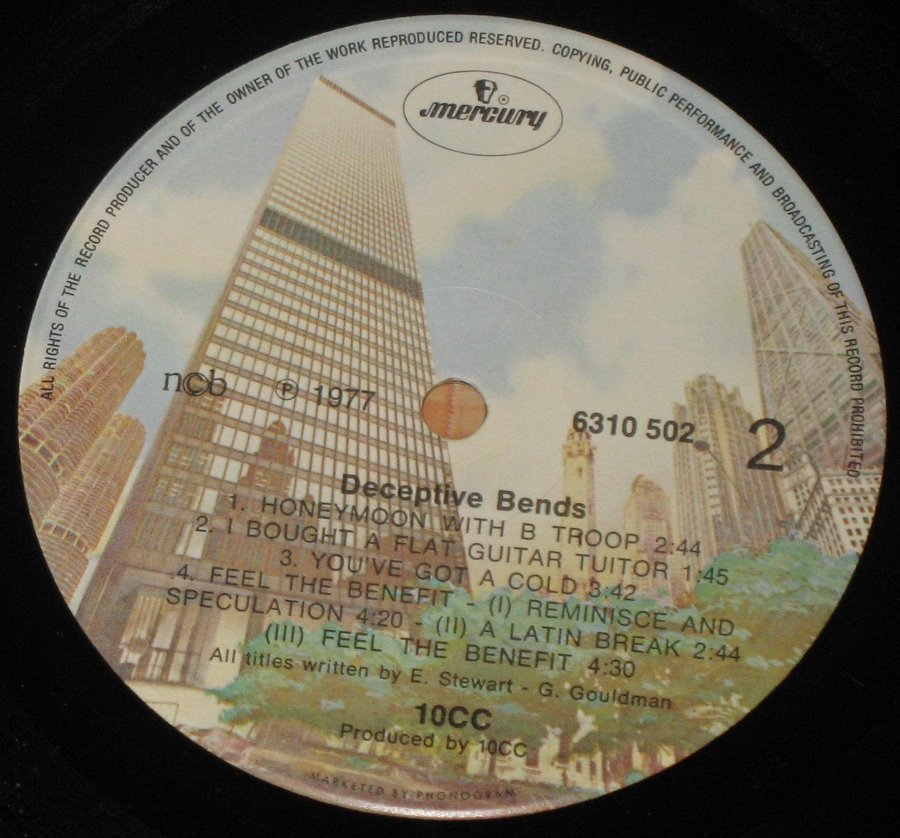 ALL RIGHTS OF THE RECORD PRODUCER AND OF THE OWNER OF THE WORK REPRODUCED RESERVED. COPYING, PUBLIC PERFORMANCE AND BROADCASTING OF THIS RECORD PROHIBITED
mercury ®
ncb ℗ 1977
6310 502
2
Deceptive Bends
1. HONEYMOON WITH B TROOP 2:44
2. I BOUGHT A FLAT GUITAR TUITOR 1:45
3. YOU'VE GOT A COLD 3:42
4. FEEL THE BENEFIT - (I) REMINISCE AND
SPECULATION 4:20 - (II) A LATIN BREAK 2:44
(III) FEEL THE BENEFIT 4:30
All titles written by E. Stewart - G. Gouldman
10CC
Produced by 10CC
MARKETED BY PHONOGRAM